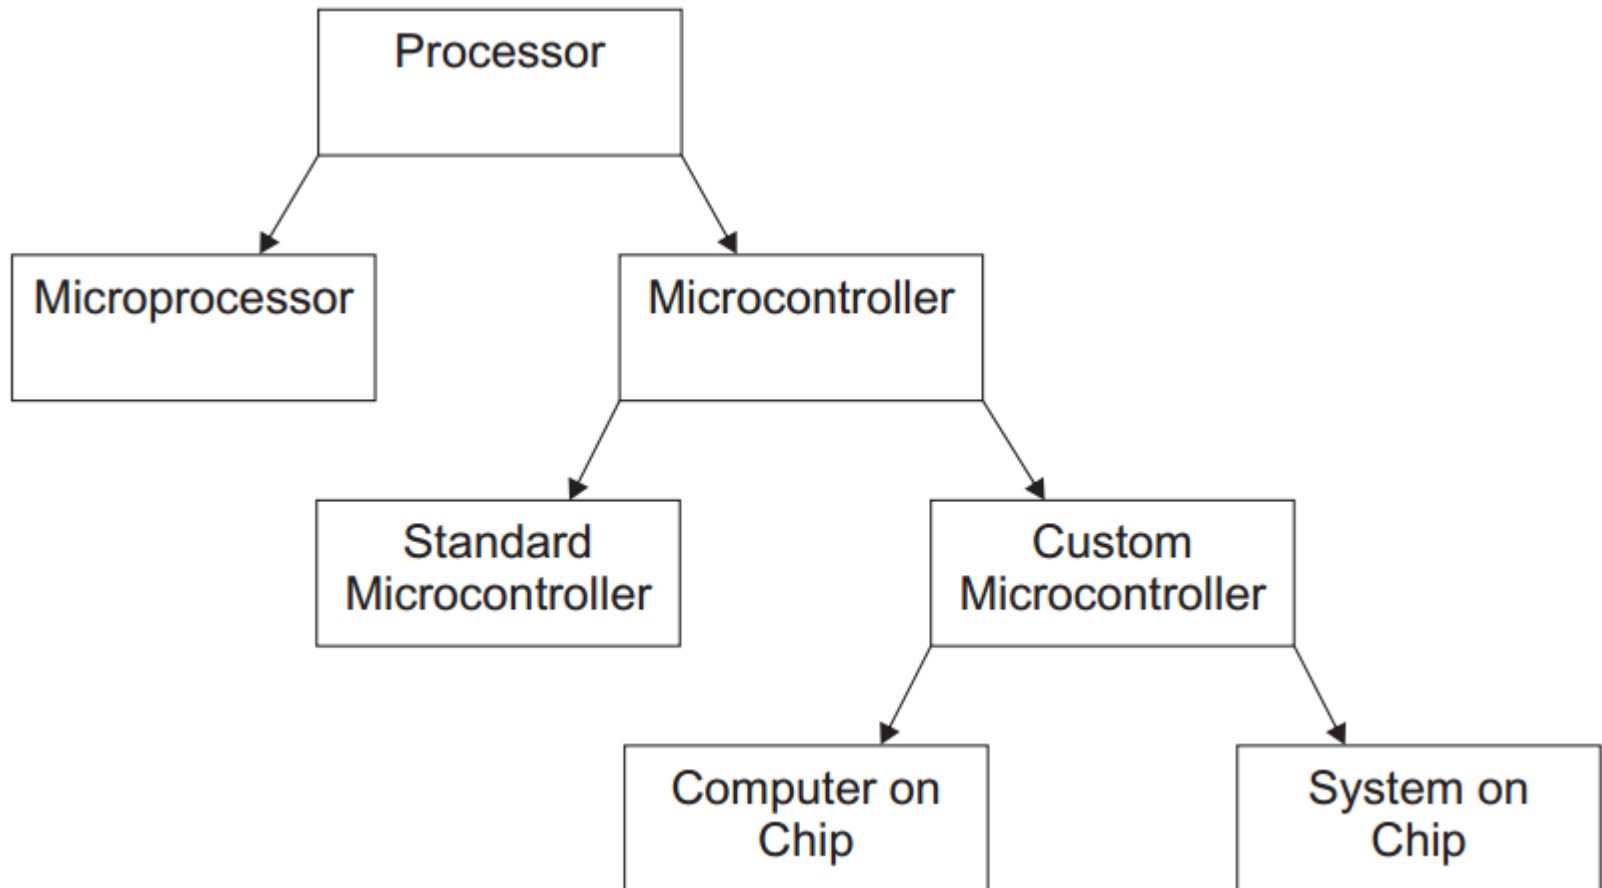 Processor
Microprocessor
Microcontroller
Standard
Microcontroller
Custom
Microcontroller
Computer on
Chip
System on
Chip